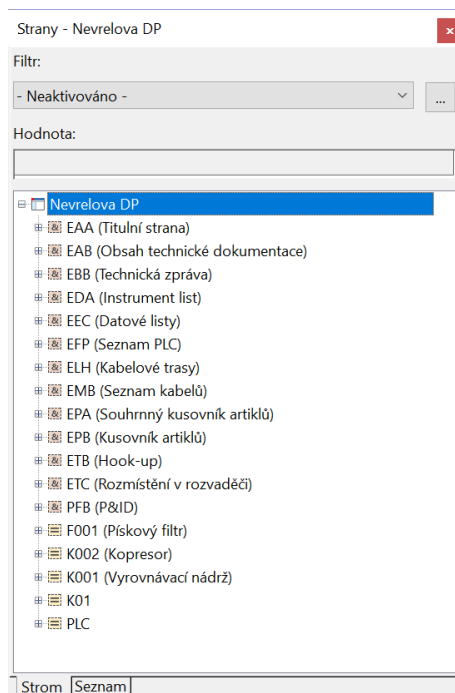 Strany - Nevrelova DP
x
Filtr:
- Neaktivováno -
...
Hodnota:
Nevrelova DP
& EAA (Titulní strana)
& EAB (Obsah technické dokumentace)
& EBB (Technická zpráva)
& EDA (Instrument list)
& EEC (Datové listy)
& EFP (Seznam PLC)
& ELH (Kabelové trasy)
& EMB (Seznam kabelů)
& EPA (Souhrnný kusovník artiklů)
& EPB (Kusovník artiklů)
& ETB (Hook-up)
& ETC (Rozmístění v rozvaděči)
& PFB (P&ID)
F001 (Pískový filtr)
K002 (Kopresor)
K001 (Vyrovnávací nádrž)
K01
PLC
Strom Seznam